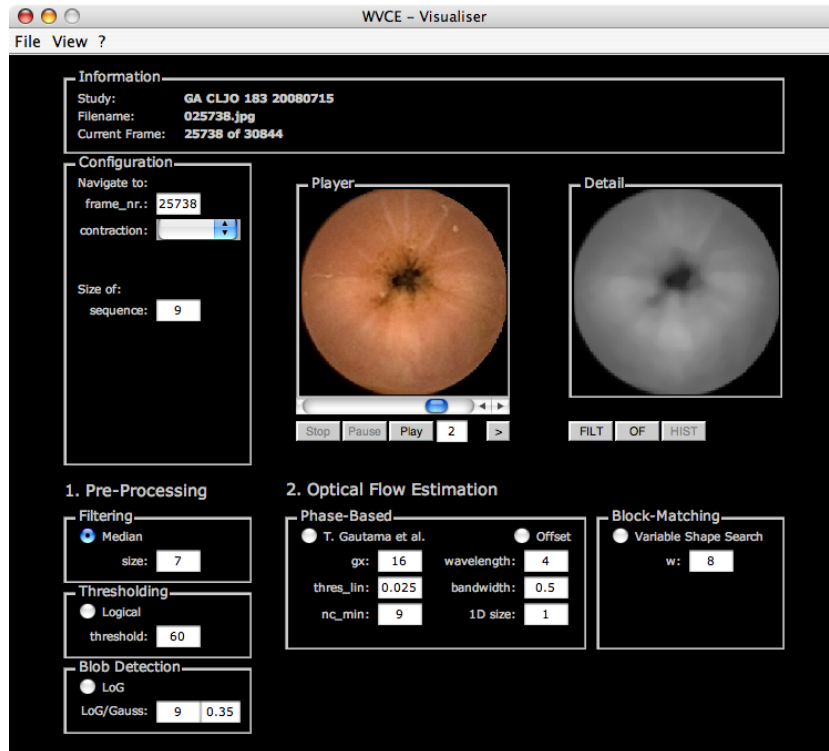 WVCE – Visualiser
File View ?
Information
Study: GA CLJO 183 20080715
Filename: 025738.jpg
Current Frame: 25738 of 30844
Configuration
Navigate to:
frame_nr.: 25738
contraction:
Size of:
sequence: 9
Player
Stop Pause Play 2 >
Detail
FILT OF HIST
1. Pre-Processing
Filtering
Median
size: 7
Thresholding
Logical
threshold: 60
Blob Detection
LoG
LoG/Gauss: 9 0.35
2. Optical Flow Estimation
Phase-Based
T. Gautama et al. Offset
gx: 16 wavelength: 4
thres_lin: 0.025 bandwidth: 0.5
nc_min: 9 1D size: 1
Block-Matching
Variable Shape Search
w: 8